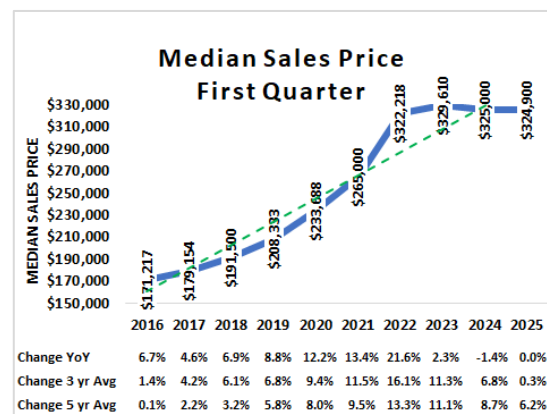 Median Sales Price
First Quarter
MEDIAN SALES PRICE
$330,000
$310,000
$290,000
$270,000
$250,000
$230,000
$210,000
$190,000
$170,000
$150,000
$171,217
$179,154
$191,500
$208,333
$233,688
$265,000
$322,218
$329,610
$325,000
$324,900
2016 2017 2018 2019 2020 2021 2022 2023 2024 2025
Change YoY 6.7% 4.6% 6.9% 8.8% 12.2% 13.4% 21.6% 2.3% -1.4% 0.0%
Change 3 yr Avg 1.4% 4.2% 6.1% 6.8% 9.4% 11.5% 16.1% 11.3% 6.8% 0.3%
Change 5 yr Avg 0.1% 2.2% 3.2% 5.8% 8.0% 9.5% 13.3% 11.1% 8.7% 6.2%